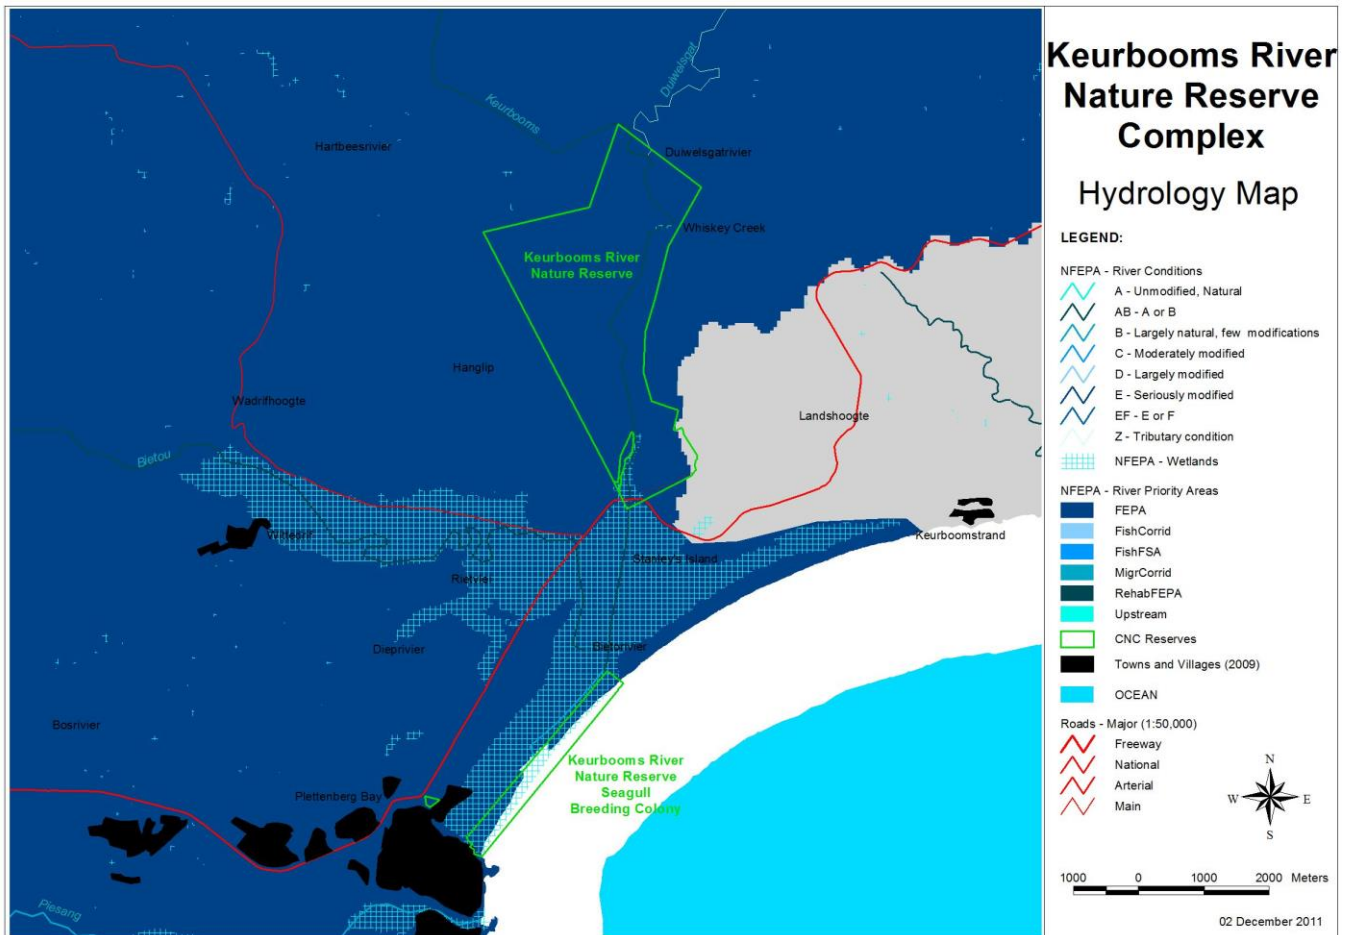 Keurbooms River
Nature Reserve
Complex
Hydrology Map
LEGEND:
NFEPA - River Conditions
A - Unmodified, Natural
AB - A or B
B - Largely natural, few modifications
C - Moderately modified
D - Largely modified
E - Seriously modified
EF - E or F
Z - Tributary condition
NFEPA - Wetlands
NFEPA - River Priority Areas
FEPA
FishCorrid
FishFSA
MigrCorrid
RehabFEPA
Upstream
CNC Reserves
Towns and Villages (2009)
OCEAN
Roads - Major (1:50,000)
Freeway
National
Arterial
Main
N
W
E
S
1000 0 1000 2000 Meters
02 December 2011
Duiwelsgat
Keurbooms
Hartbeesrivier
Duiwelsgatrivier
Whiskey Creek
Keurbooms River
Nature Reserve
Hanglip
Wadrifhoogte
Landshoogte
Bietou
Wittedrif
Keurboomstrand
Stanley's Island
Rietvlei
Dieprivier
Bietourivier
Bosrivier
Keurbooms River
Nature Reserve
Seagull
Breeding Colony
Plettenberg Bay
Piesang